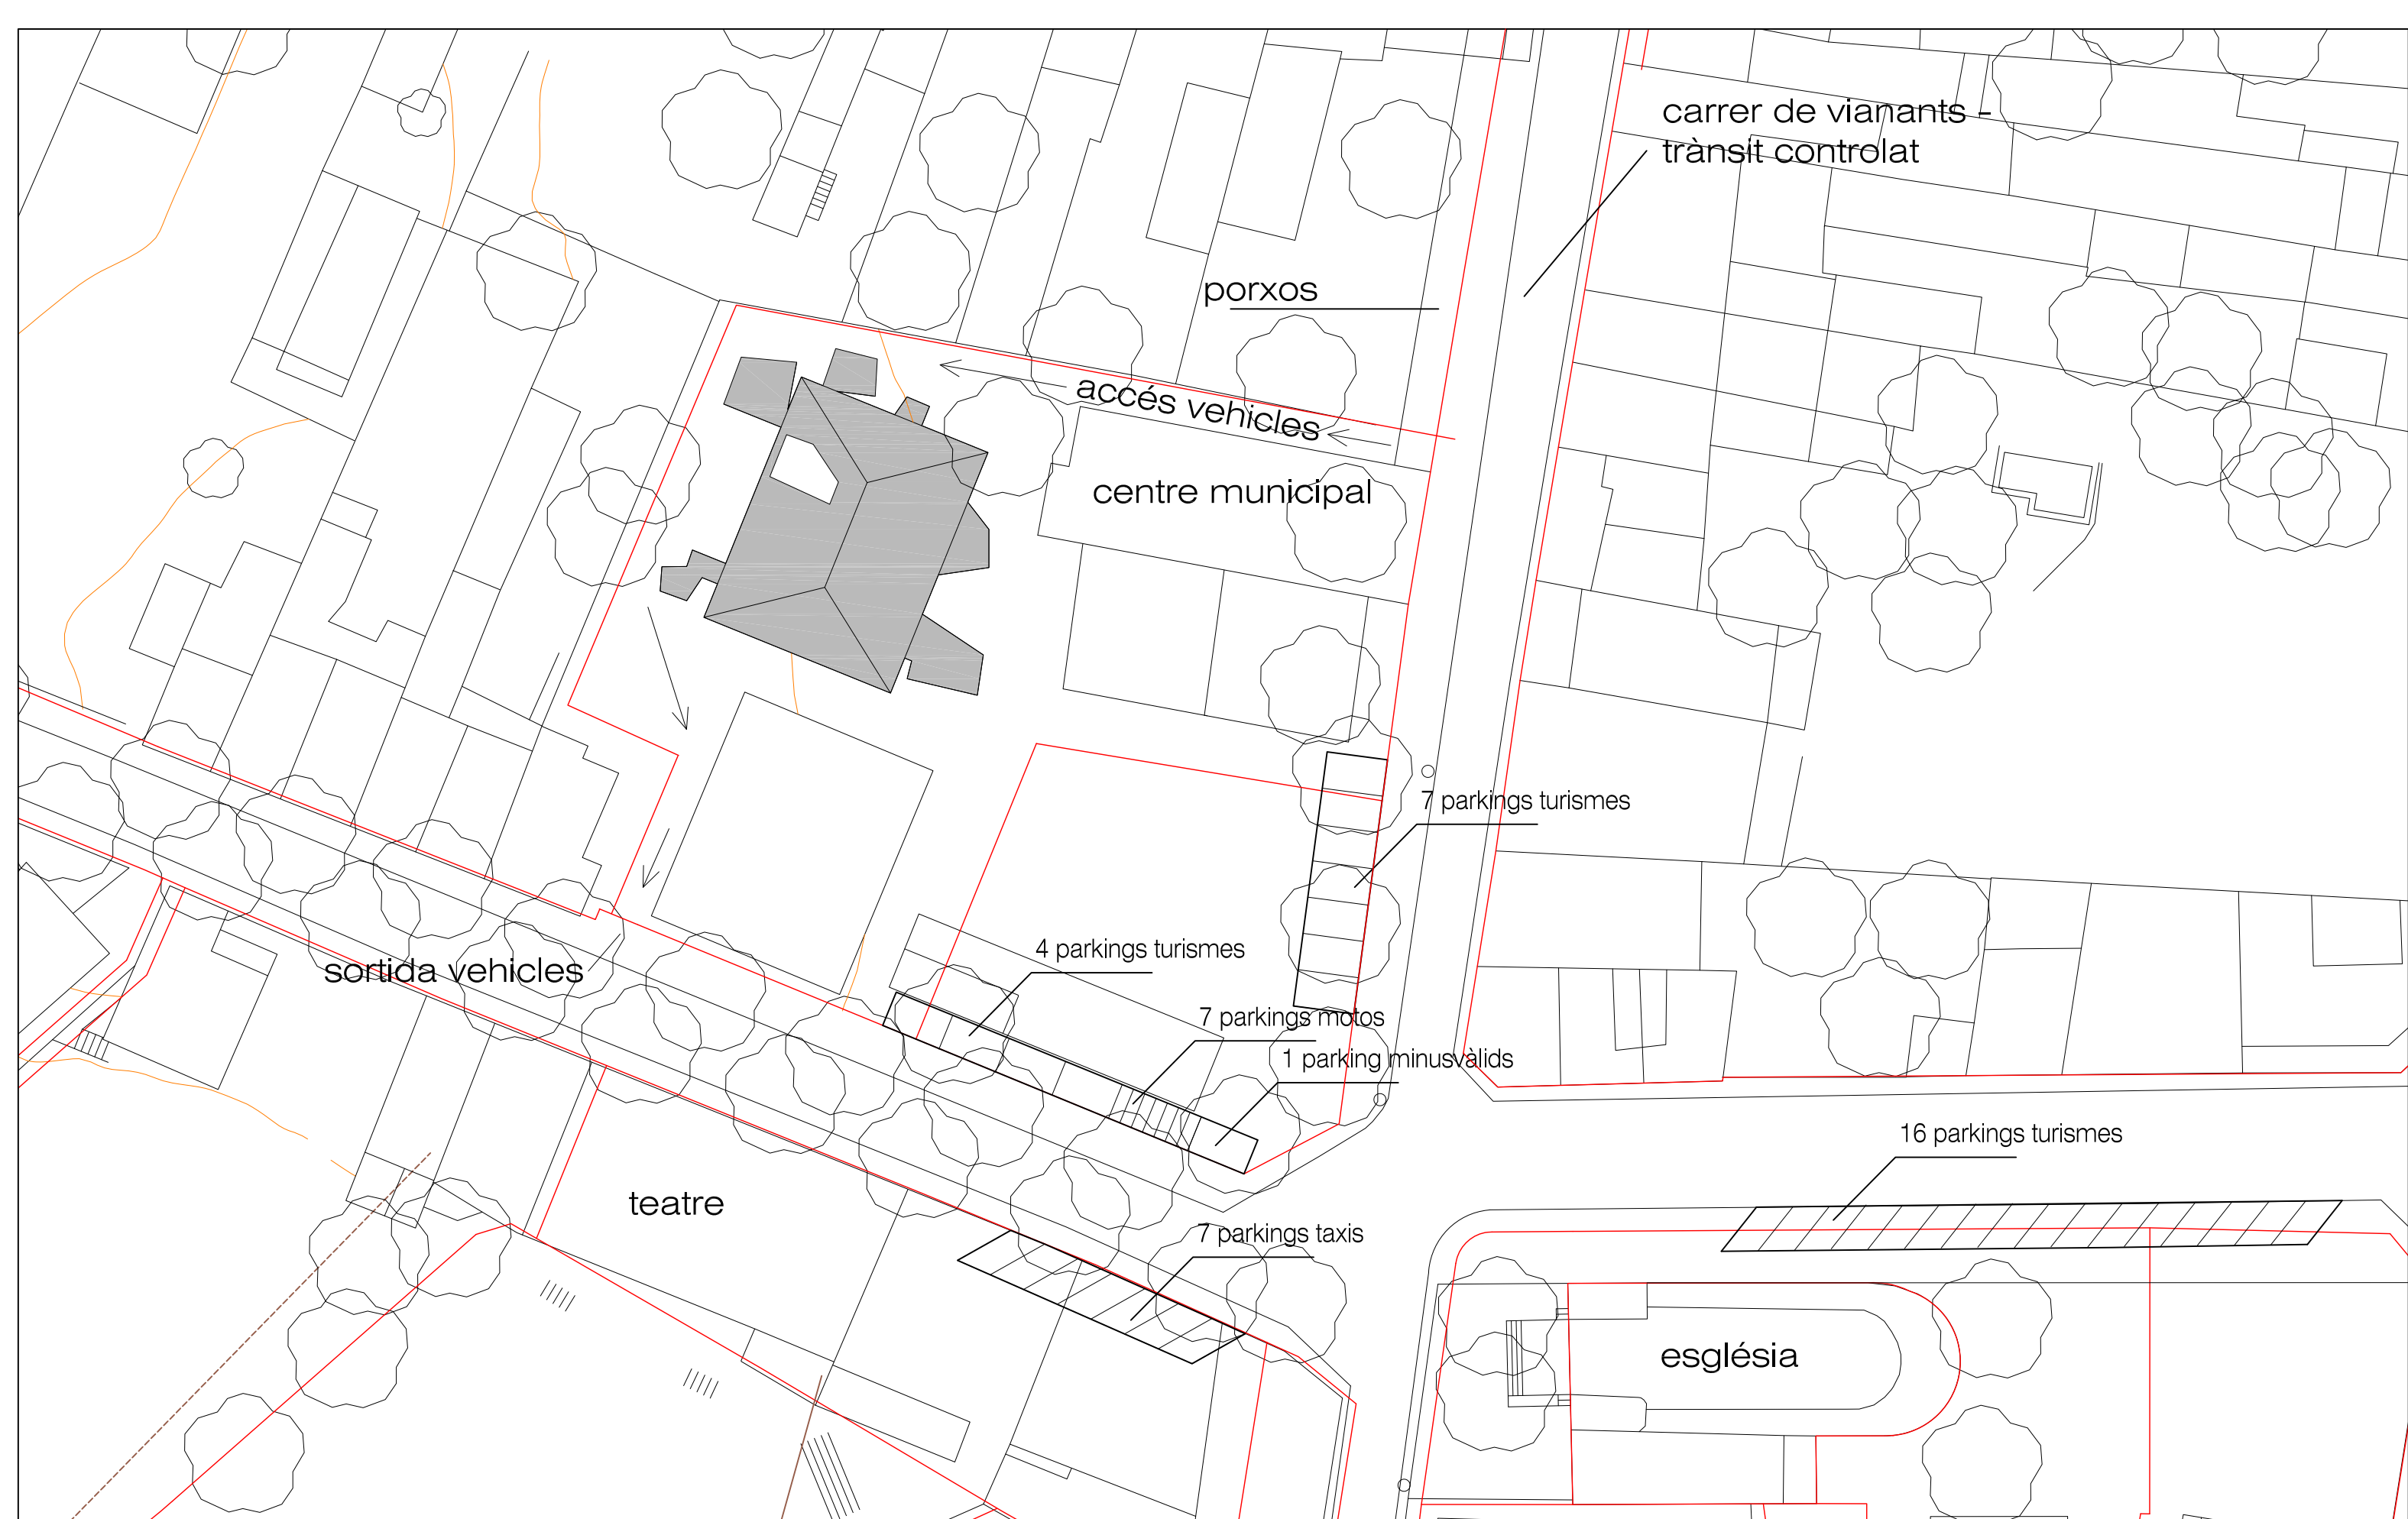 carrer de vianants -
trànsit controlat
porxos
accés vehicles
centre municipal
7 parkings turismes
4 parkings turismes
sortida vehicles
7 parkings motos
1 parking minusvàlids
16 parkings turismes
teatre
7 parkings taxis
església